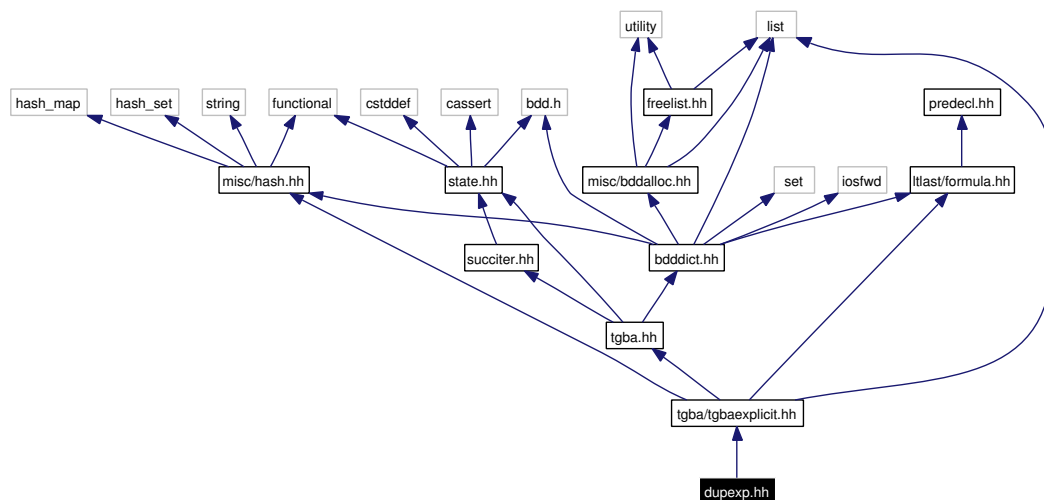 utility
list
hash_map
hash_set
string
functional
cstddef
cassert
bdd.h
freelist.hh
predecl.hh
misc/hash.hh
state.hh
misc/bddalloc.hh
set
iosfwd
ltlast/formula.hh
succiter.hh
bdddict.hh
tgba.hh
tgba/tgbaexplicit.hh
dupexp.hh